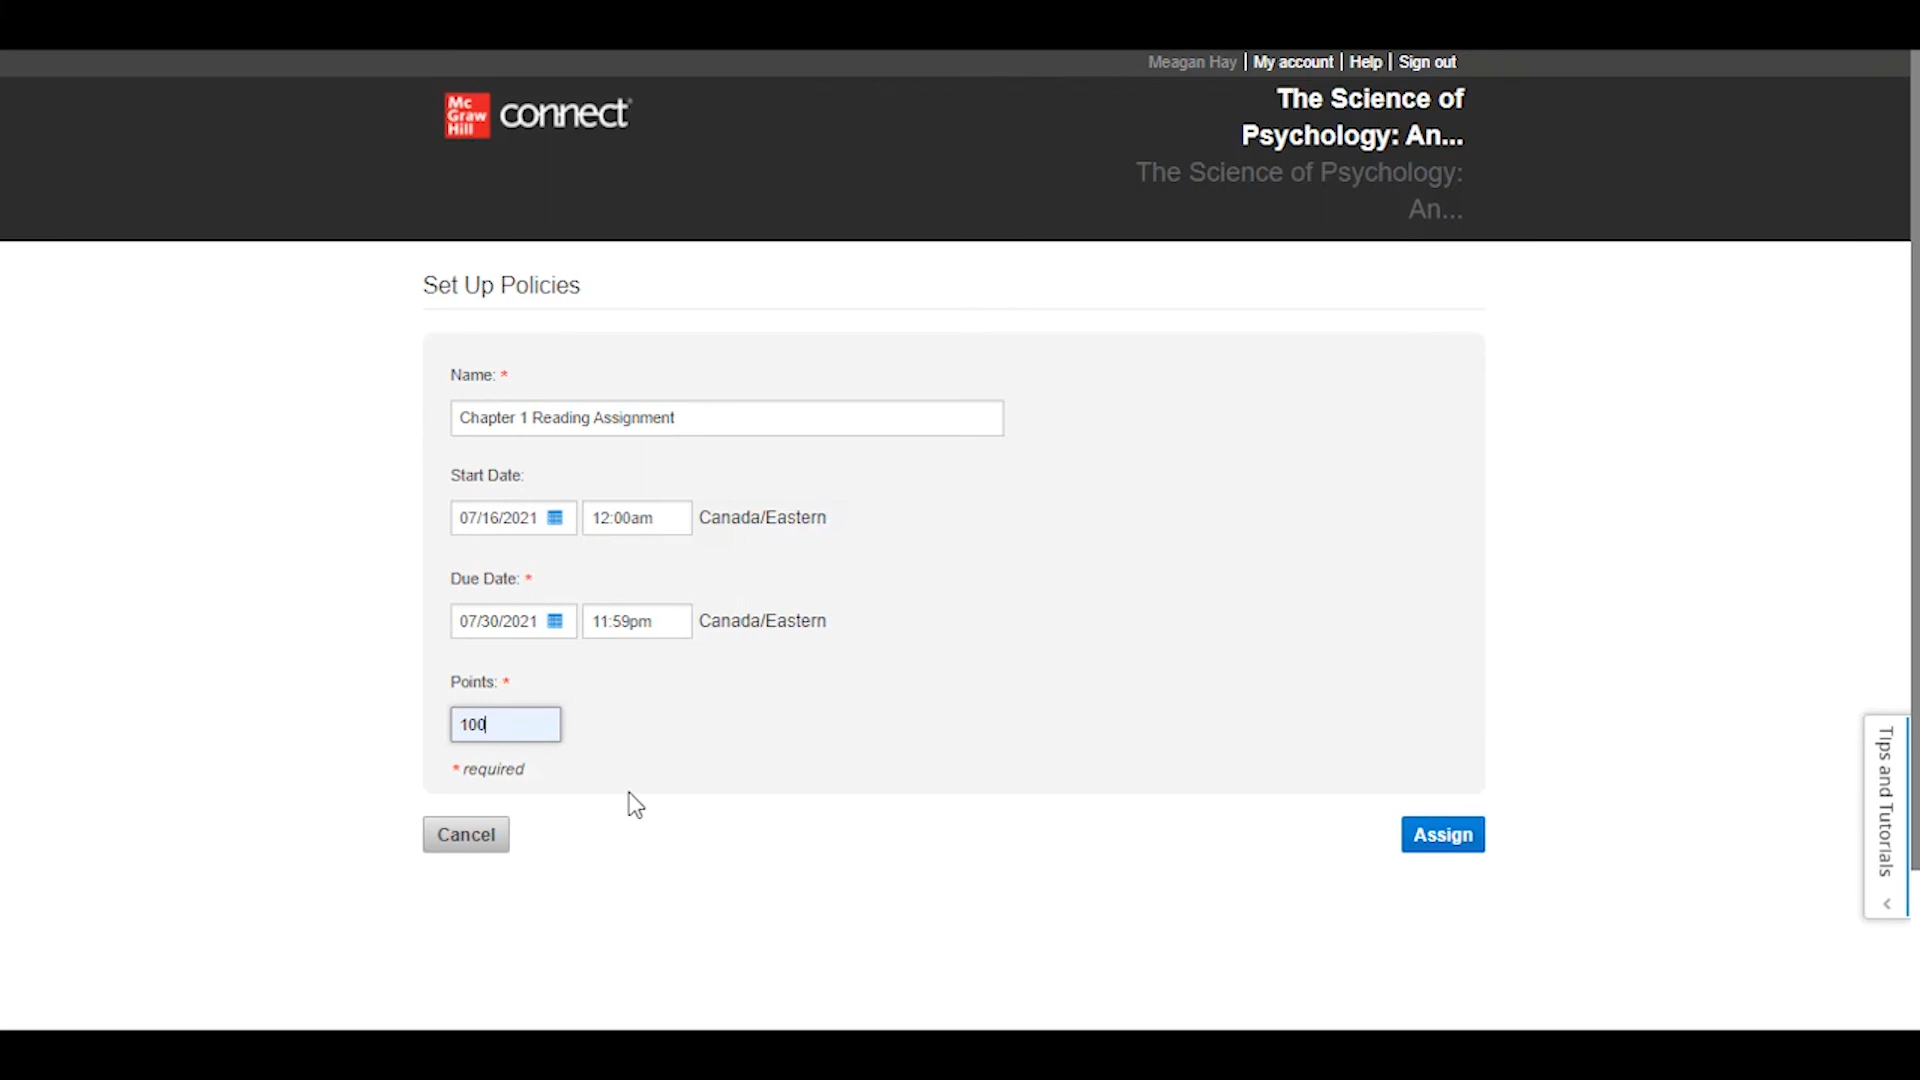 Meagan Hay | My account | Help | Sign out
Mc
Graw
Hill
connect®
The Science of
Psychology: An...
The Science of Psychology:
An...
Set Up Policies
Name: *
Chapter 1 Reading Assignment
Start Date:
07/16/2021 12:00am Canada/Eastern
Due Date: *
07/30/2021 11:59pm Canada/Eastern
Points: *
100
* required
Cancel
Assign
Tips and Tutorials